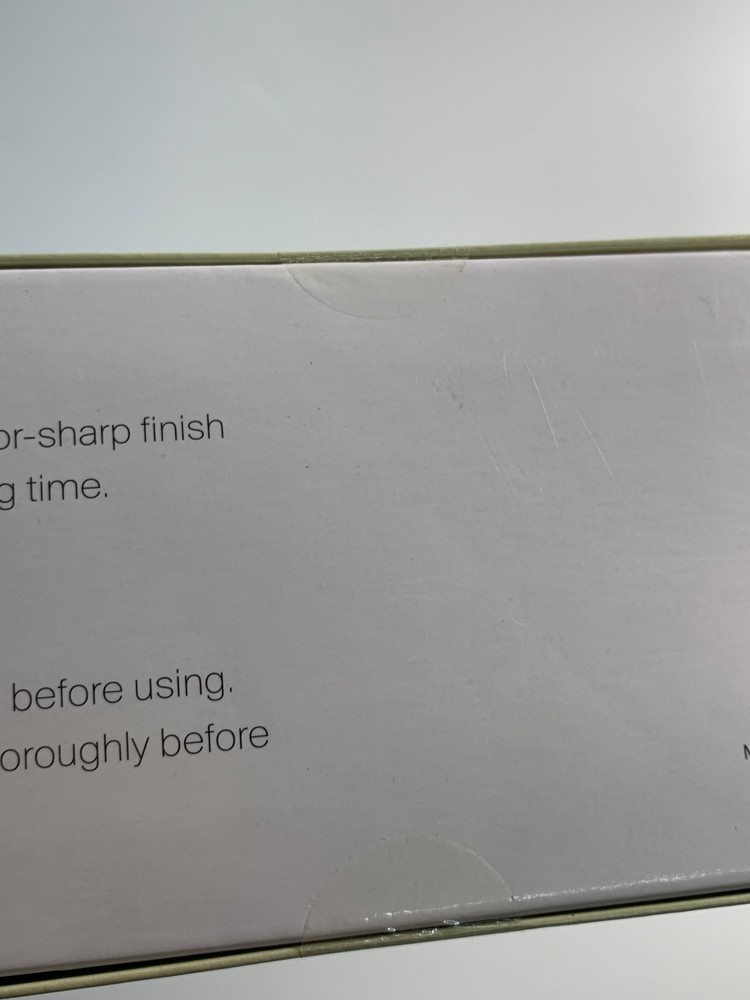 or-sharp finish
g time.
before using.
oroughly before
M